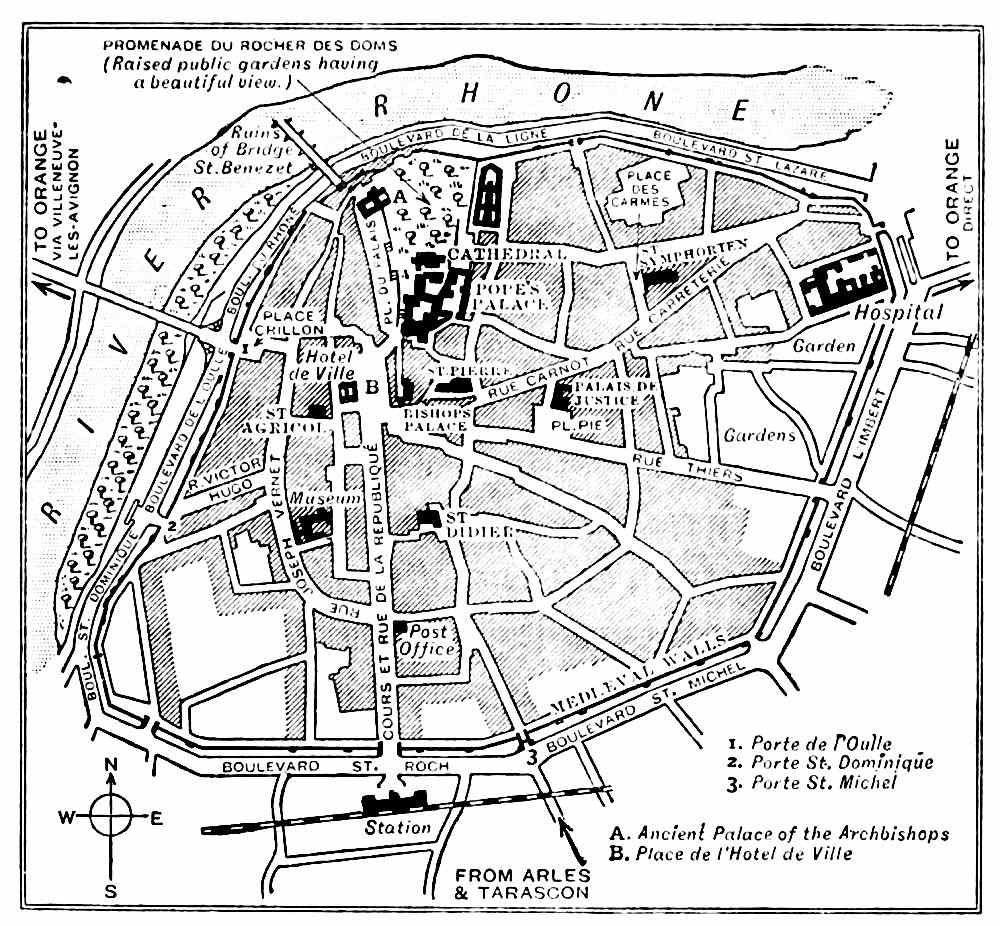 PROMENADE DU ROCHER DES DOMS
(Raised public gardens having
a beautiful view.)
RHONE
RIVER
Ruins
of Bridge
St. Benezet
BOULEVARD DE LA LIGNE
BOULEVARD ST. LAZARE
TO ORANGE
VIA VILLENEUVE-
LES-AVIGNON
TO ORANGE
DIRECT
A
PLACE
DES
CARMES
BOUL. DU RHONE
PL. DU PALAIS
CATHEDRAL
ST.
SYMPHORIEN
POPES
PALACE
RUE CARRETERIE
Hospital
PLACE
CRILLON
1
Hotel
de Ville
B
ST. PIERRE
RUE CARNOT
Garden
BOULEVARD DE L'OULLE
ST
AGRICOL
BISHOPS
PALACE
PALAIS DE
JUSTICE
PL. PIE
Gardens
RUE THIERS
BOULEVARD LIMBERT
R. VICTOR
HUGO
Museum
2
RUE JOSEPH VERNET
ST
DIDIER
COURS ET RUE DE LA REPUBLIQUE
BOUL. ST. DOMINIQUE
Post
Office
MEDIEVAL WALLS
BOULEVARD ST. MICHEL
3
BOULEVARD ST. ROCH
Station
N
W
E
S
1. Porte de l'Oulle
2. Porte St. Dominique
3. Porte St. Michel
A. Ancient Palace of the Archbishops
B. Place de l'Hotel de Ville
FROM ARLES
& TARASCON